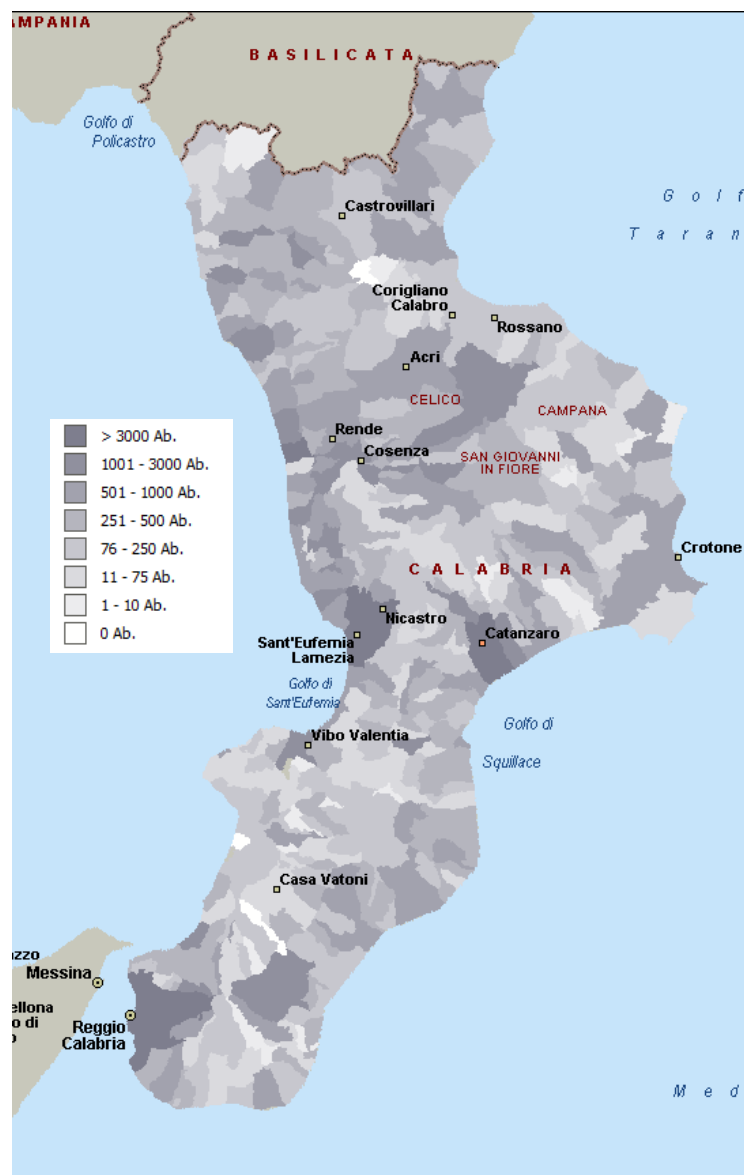 AMPANIA
BASILICATA
Golfo di
Policastro
Castrovillari
Golf
Taran
Corigliano
Calabro
Rossano
Acri
CELICO
CAMPANA
> 3000 Ab.
1001 - 3000 Ab.
501 - 1000 Ab.
251 - 500 Ab.
76 - 250 Ab.
11 - 75 Ab.
1 - 10 Ab.
0 Ab.
Rende
Cosenza
SAN GIOVANNI
IN FIORE
Crotone
CALABRIA
Nicastro
Sant'Eufemia
Lamezia
Catanzaro
Golfo di
Sant'Eufemia
Golfo di
Squillace
Vibo Valentia
Casa Vatoni
azzo
Messina
ellona
o di
o
Reggio
Calabria
Med